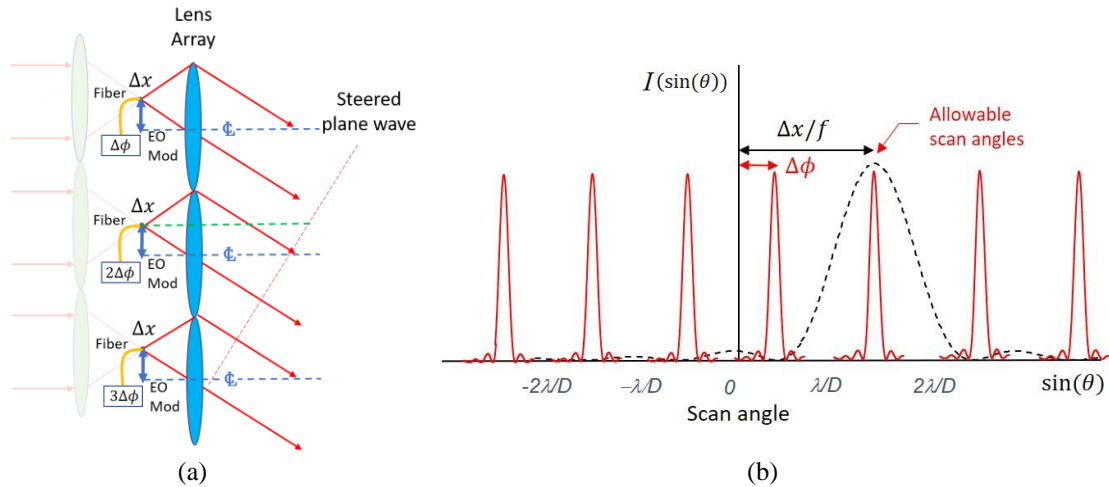 Lens
Array
Δx
Fiber
℄
Δϕ
EO
Mod
Steered
plane wave
Δx
Fiber
℄
2Δϕ
EO
Mod
Δx
Fiber
℄
3Δϕ
EO
Mod
(a)
I(sin(θ))
Allowable
scan angles
Δx/f
Δϕ
-2λ/D
−λ/D
0
λ/D
2λ/D
sin(θ)
Scan angle
(b)